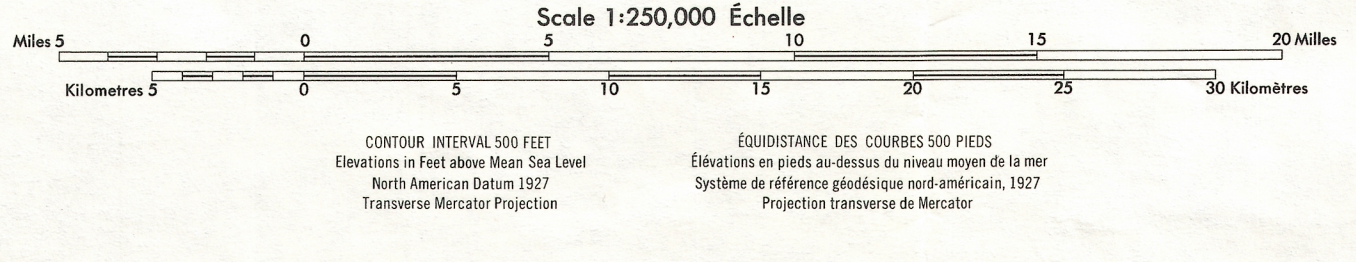 Scale 1:250,000 Échelle
Miles 5 0 5 10 15 20 Milles
Kilometres 5 0 5 10 15 20 25 30 Kilomètres
CONTOUR INTERVAL 500 FEET
Elevations in Feet above Mean Sea Level
North American Datum 1927
Transverse Mercator Projection
ÉQUIDISTANCE DES COURBES 500 PIEDS
Élévations en pieds au-dessus du niveau moyen de la mer
Système de référence géodésique nord-américain, 1927
Projection transverse de Mercator